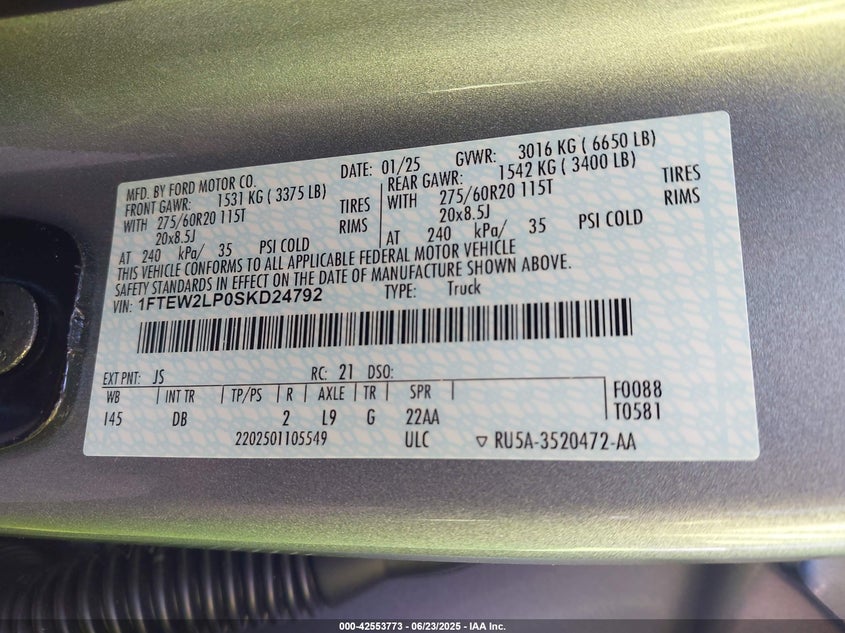 MFD. BY FORD MOTOR CO. DATE: 01/25 GVWR: 3016 KG ( 6650 LB)
FRONT GAWR: 1531 KG ( 3375 LB) REAR GAWR: 1542 KG ( 3400 LB)
WITH 275/60R20 115T TIRES WITH 275/60R20 115T TIRES
20x8.5J RIMS 20x8.5J RIMS
AT 240 kPa/ 35 PSI COLD AT 240 kPa/ 35 PSI COLD
THIS VEHICLE CONFORMS TO ALL APPLICABLE FEDERAL MOTOR VEHICLE
SAFETY STANDARDS IN EFFECT ON THE DATE OF MANUFACTURE SHOWN ABOVE.
VIN: 1FTEW2LP0SKD24792 TYPE: Truck
EXT PNT: JS RC: 21 DSO:
WB INT TR TP/PS R AXLE TR SPR F0088
145 DB 2 L9 G 22AA T0581
2202501105549 ULC ▽ RU5A-3520472-AA
000-42553773 - 06/23/2025 - IAA Inc.